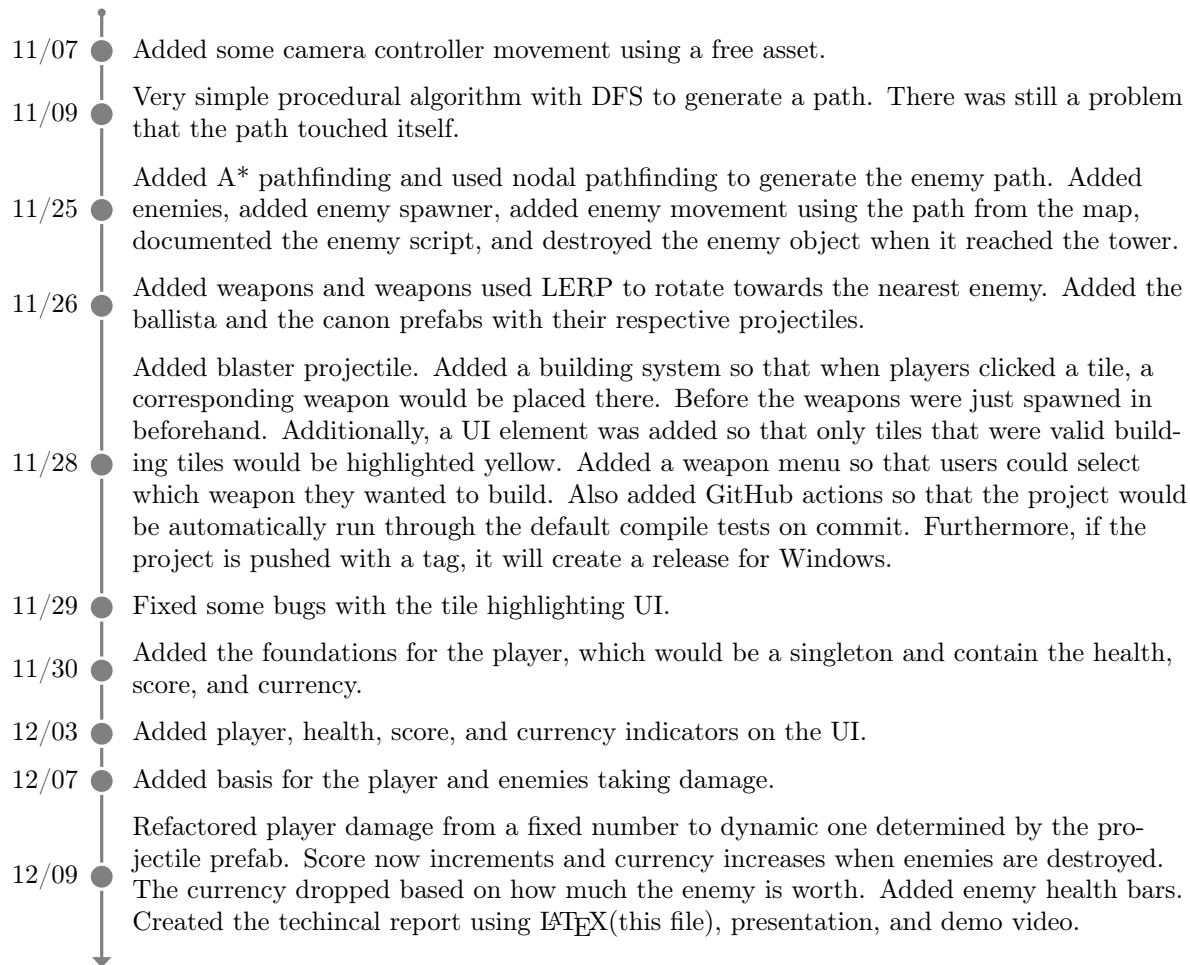 11/07 Added some camera controller movement using a free asset.
Very simple procedural algorithm with DFS to generate a path. There was still a problem
11/09
that the path touched itself.
Added A* pathfinding and used nodal pathfinding to generate the enemy path. Added
11/25 enemies, added enemy spawner, added enemy movement using the path from the map,
documented the enemy script, and destroyed the enemy object when it reached the tower.
Added weapons and weapons used LERP to rotate towards the nearest enemy. Added the
11/26
ballista and the canon prefabs with their respective projectiles.
Added blaster projectile. Added a building system so that when players clicked a tile, a
corresponding weapon would be placed there. Before the weapons were just spawned in
beforehand. Additionally, a UI element was added so that only tiles that were valid build-
11/28 ing tiles would be highlighted yellow. Added a weapon menu so that users could select
which weapon they wanted to build. Also added GitHub actions so that the project would
be automatically run through the default compile tests on commit. Furthermore, if the
project is pushed with a tag, it will create a release for Windows.
11/29 Fixed some bugs with the tile highlighting UI.
Added the foundations for the player, which would be a singleton and contain the health,
11/30
score, and currency.
12/03 Added player, health, score, and currency indicators on the UI.
12/07 Added basis for the player and enemies taking damage.
Refactored player damage from a fixed number to dynamic one determined by the pro-
jectile prefab. Score now increments and currency increases when enemies are destroyed.
12/09
The currency dropped based on how much the enemy is worth. Added enemy health bars.
Created the techincal report using LATEX(this file), presentation, and demo video.